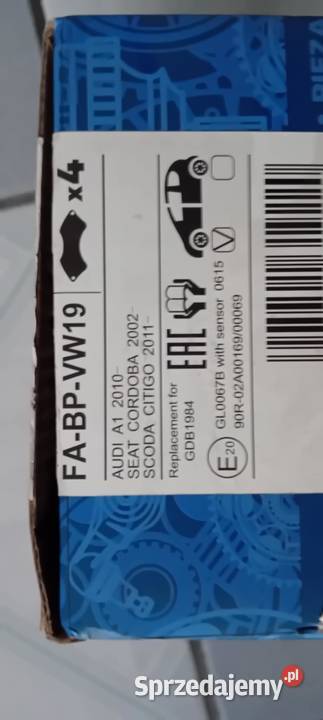 FA-BP-VW19
x4
AUDI A1 2010-
SEAT CORDOBA 2002-
SCODA CITIGO 2011-
Replacement for
GDB1984
EAC
E20
GL0067B with sensor 0615
90R-02A00169/00069
Sprzedajemy.pl